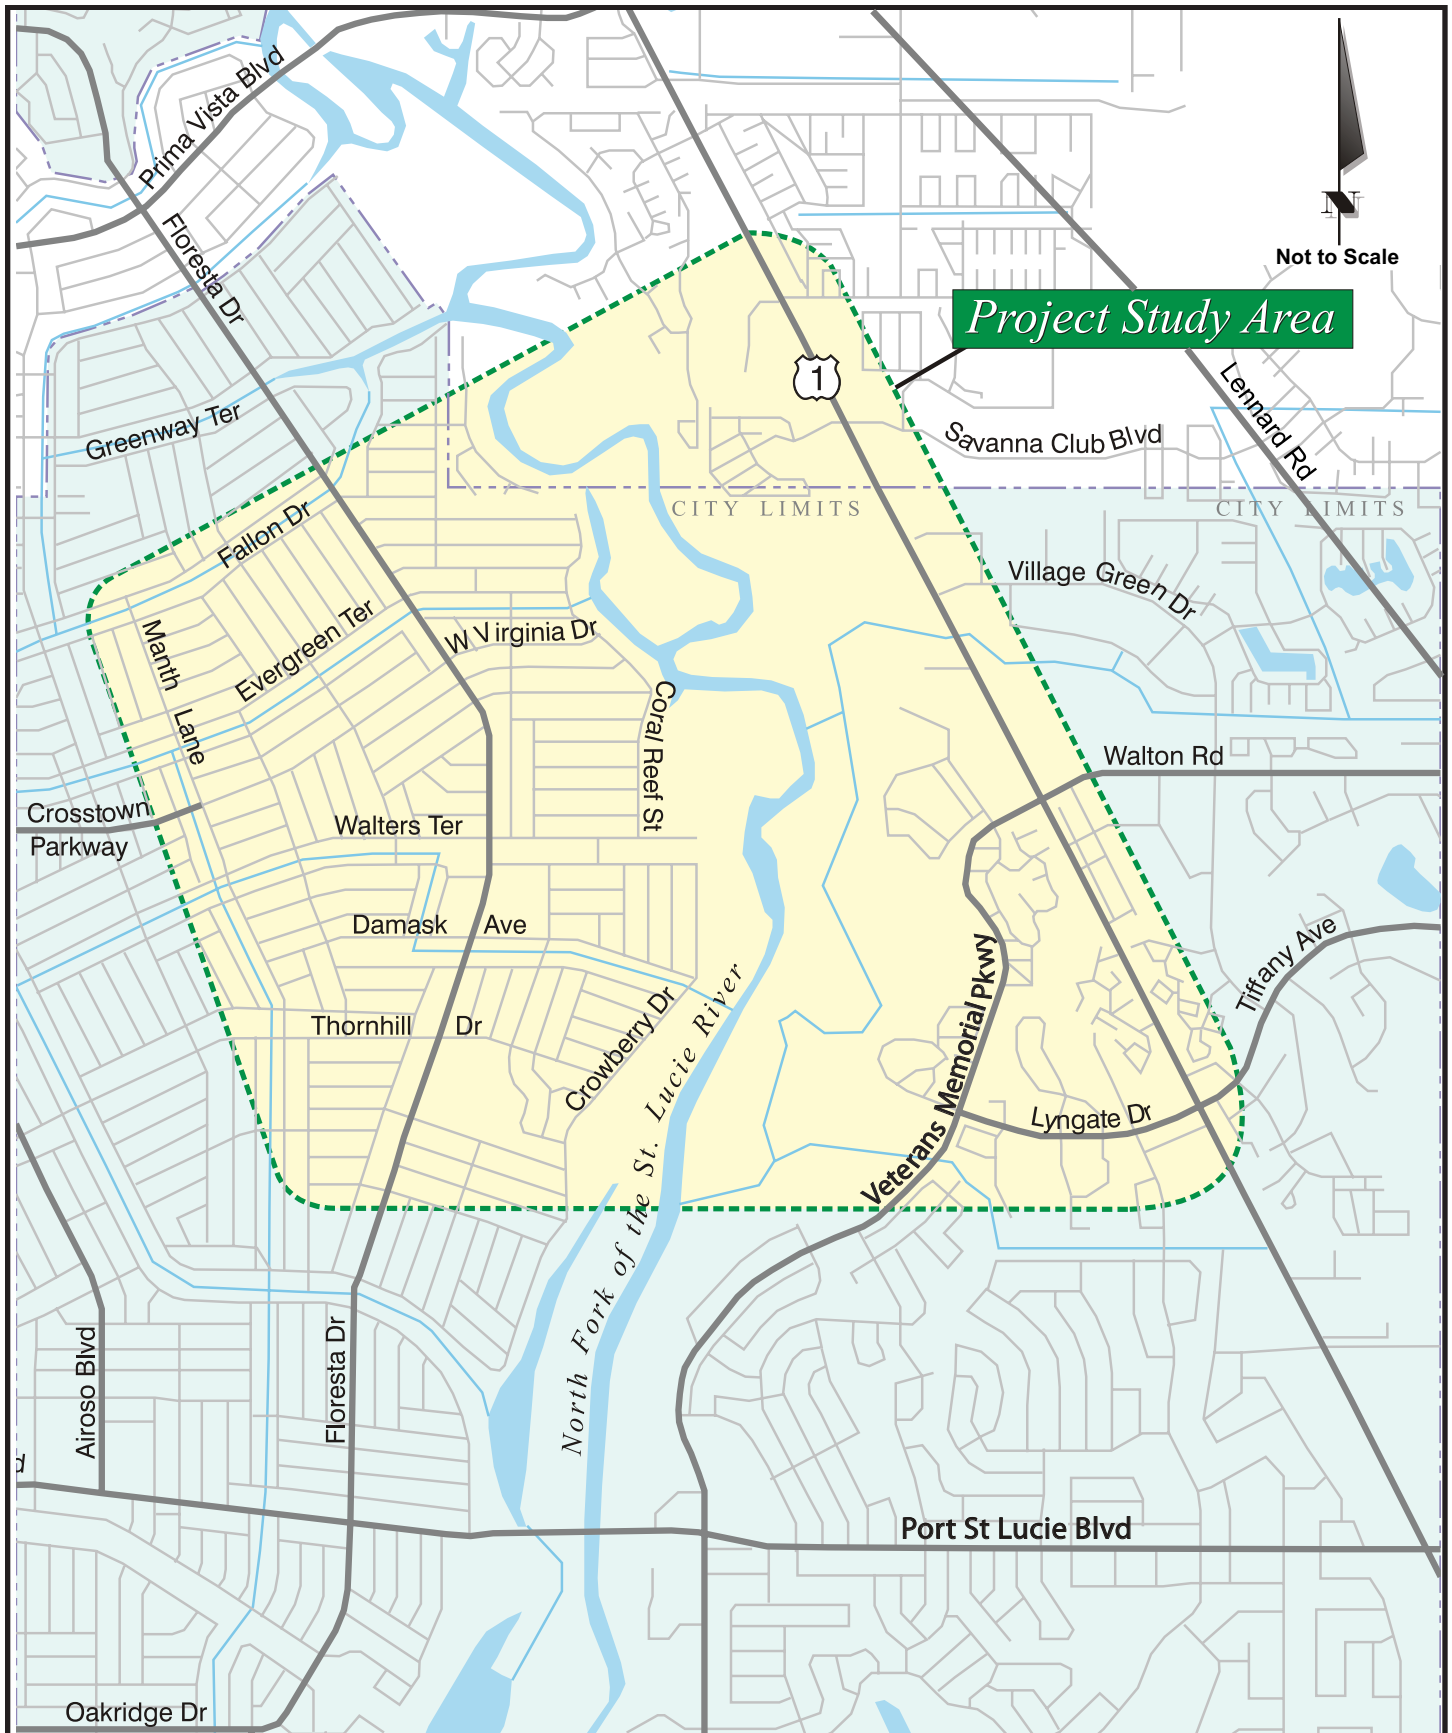 Prima Vista Blvd
Floresta Dr
N
Not to Scale
Project Study Area
1
Lennard Rd
Greenway Ter
Savanna Club Blvd
CITY LIMITS
CITY LIMITS
Fallon Dr
Village Green Dr
Evergreen Ter
W Virginia Dr
Manth Lane
Coral Reef St
Walton Rd
Crosstown
Parkway
Walters Ter
Damask Ave
Tiffany Ave
Veterans Memorial Pkwy
Thornhill Dr
Crowberry Dr
North Fork of the St. Lucie River
Lyngate Dr
Airoso Blvd
Floresta Dr
d
Port St Lucie Blvd
Oakridge Dr